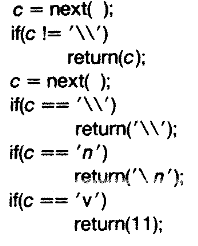 c = next( );
if(c != '\\')
return(c);
c = next( );
if(c == '\\')
return('\\');
if(c == 'n')
return('\ n');
if(c == 'v')
return(11);